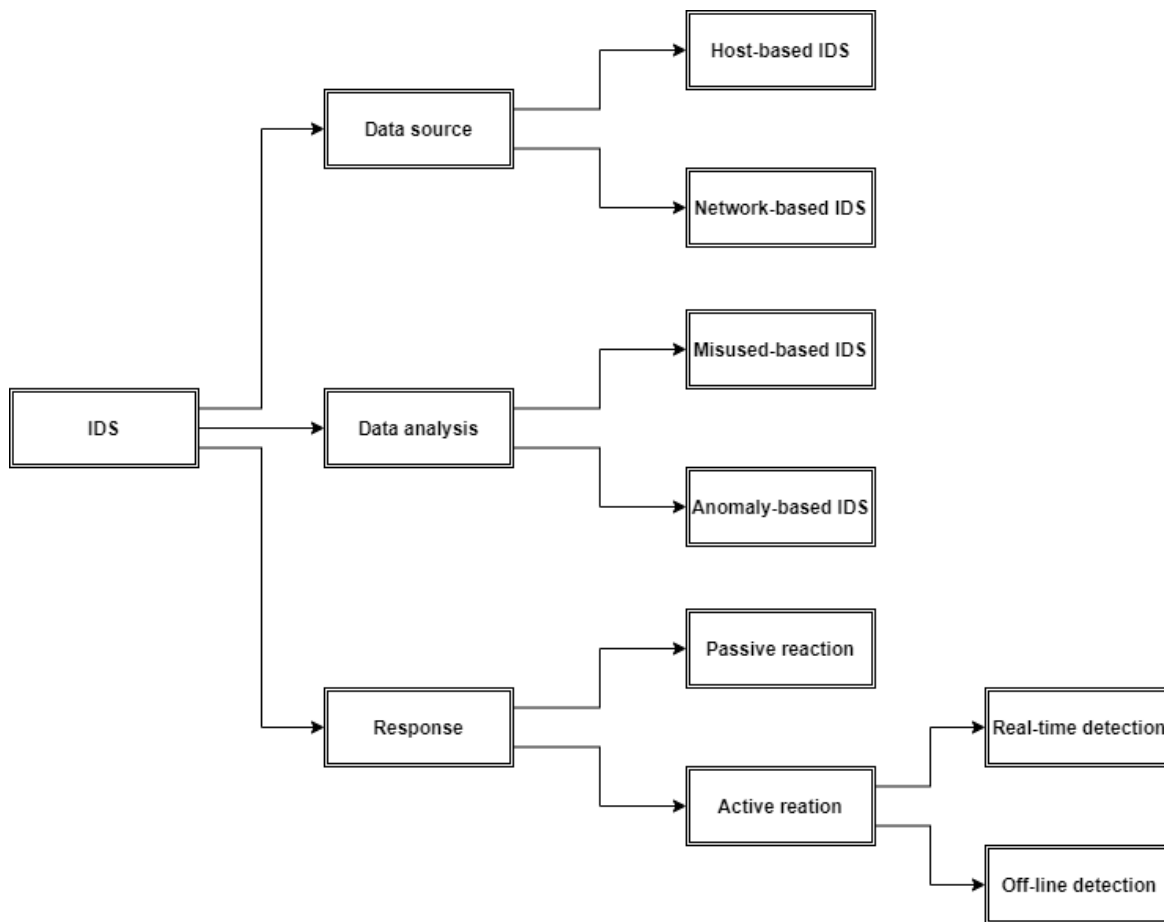 Host-based IDS
Data source
Network-based IDS
Misused-based IDS
IDS
Data analysis
Anomaly-based IDS
Passive reaction
Response
Real-time detection
Active reation
Off-line detection